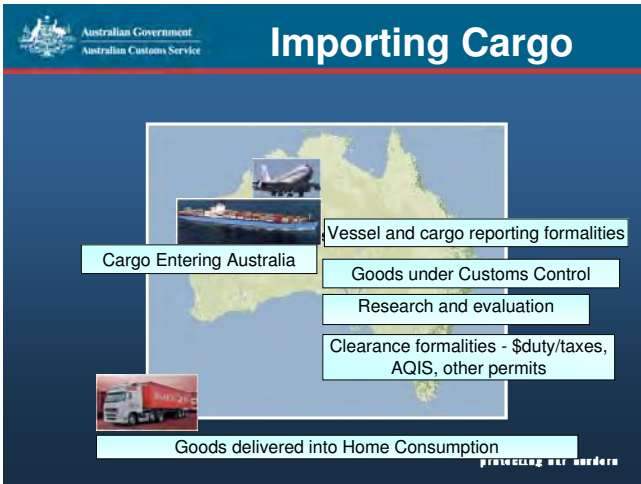 Australian Government
Australian Customs Service
Importing Cargo
Vessel and cargo reporting formalities
Cargo Entering Australia
Goods under Customs Control
Research and evaluation
Clearance formalities - $duty/taxes,
AQIS, other permits
Goods delivered into Home Consumption
protecting our borders